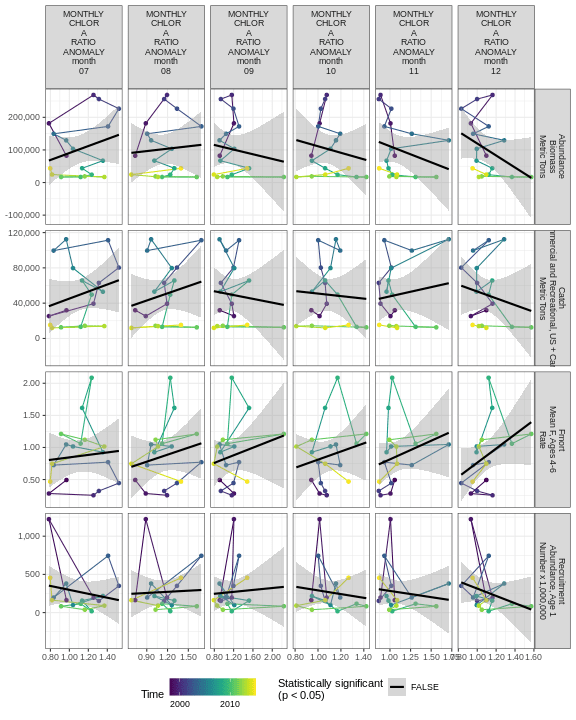 MONTHLY
CHLOR
A
RATIO
ANOMALY
month
07
MONTHLY
CHLOR
A
RATIO
ANOMALY
month
08
MONTHLY
CHLOR
A
RATIO
ANOMALY
month
09
MONTHLY
CHLOR
A
RATIO
ANOMALY
month
10
MONTHLY
CHLOR
A
RATIO
ANOMALY
month
11
MONTHLY
CHLOR
A
RATIO
ANOMALY
month
12
200,000
100,000
0
-100,000
Abundance
Biomass
Metric Tons
120,000
80,000
40,000
0
Catch
mmercial and Recreational, US + Ca
Metric Tons
2.00
1.50
1.00
0.50
Fmort
Mean F, Ages 4-6
Rate
1,000
500
0
Recruitment
Abundance, Age 1
Number x 1,000,000
0.80 1.00 1.20 1.40
0.90 1.20 1.50
0.80 1.20 1.60 2.00
0.80 1.00 1.20 1.40
1.00 1.25 1.50
0.80 1.00 1.20 1.40 1.60
Time
2000 2010
Statistically significant
(p < 0.05)
FALSE